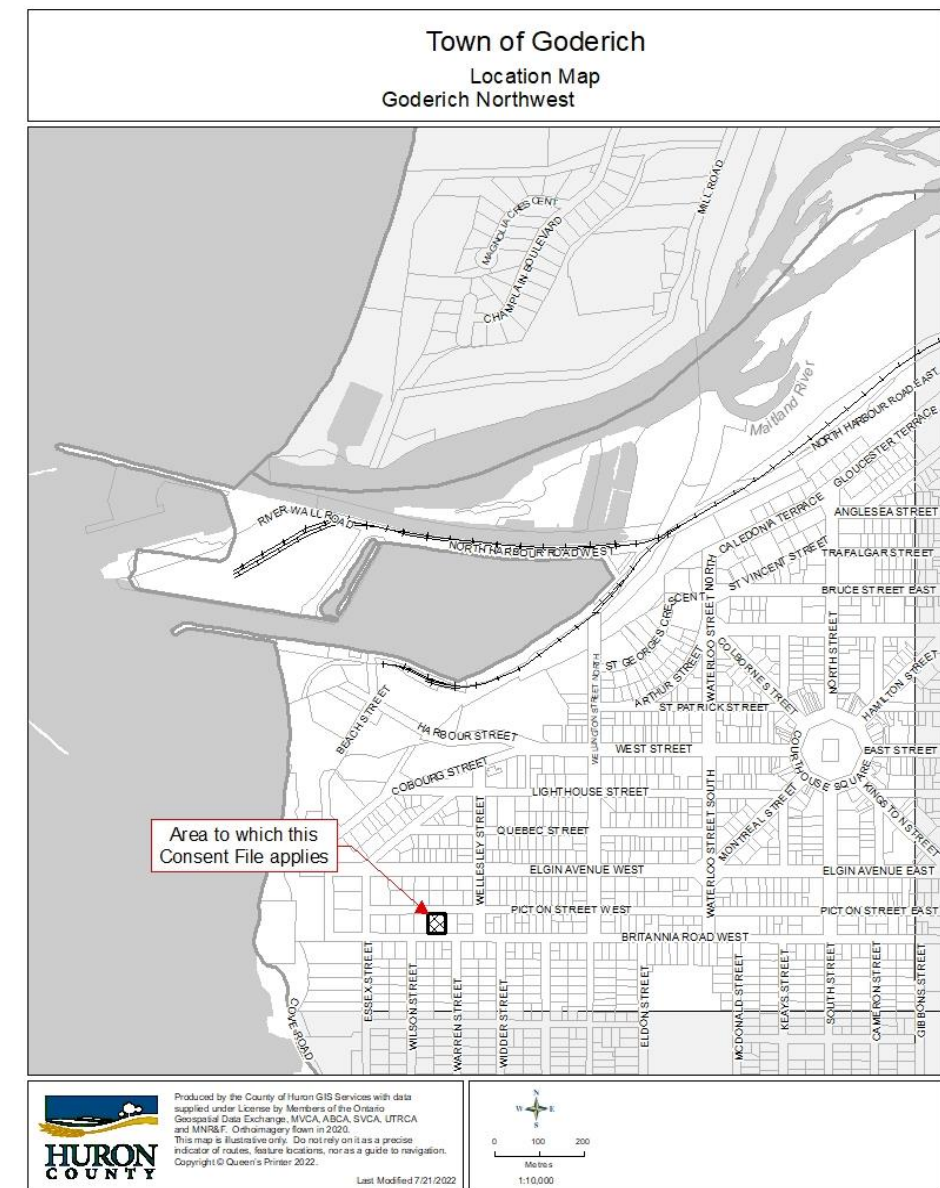 Town of Goderich
Location Map
Goderich Northwest
MAGNOLIA CRESCENT
CHAMPLAIN BOULEVARD
MILL ROAD
Maitland River
NORTH HARBOUR ROAD EAST
GLOUCESTER TERRACE
CALEDONIA TERRACE
ANGLESEA STREET
RIVER WALL ROAD
NORTH HARBOUR ROAD WEST
TRAFALGAR STREET
ST VINCENT STREET
BRUCE STREET EAST
ST GEORGES CRESCENT
WATERLOO STREET NORTH
ARTHUR STREET
COLBORNE STREET
NORTH STREET
HAMILTON STREET
WELLINGTON STREET NORTH
ST PATRICK STREET
BEACH STREET
HARBOUR STREET
WEST STREET
COURTHOUSE SQUARE
EAST STREET
COBOURG STREET
LIGHTHOUSE STREET
KINGSTON STREET
MONTREAL STREET
WATERLOO STREET SOUTH
WELLESLEY STREET
QUEBEC STREET
Area to which this
Consent File applies
ELGIN AVENUE WEST
ELGIN AVENUE EAST
PICTON STREET WEST
PICTON STREET EAST
BRITANNIA ROAD WEST
ESSEX STREET
WILSON STREET
WARREN STREET
WIDDER STREET
ELDON STREET
MCDONALD STREET
KEAYS STREET
SOUTH STREET
CAMERON STREET
GIBBONS STREET
COVE ROAD
HURON
COUNTY
Produced by the County of Huron GIS Services with data
supplied under License by Members of the Ontario
Geospatial Data Exchange, MVCA, ABCA, SVCA, UTRCA
and MNR&F. Orthoimagery flown in 2020.
This map is illustrative only. Do not rely on it as a precise
indicator of routes, feature locations, nor as a guide to navigation.
Copyright © Queen's Printer 2022.
Last Modified 7/21/2022
N
W E
S
0 100 200
Metres
1:10,000